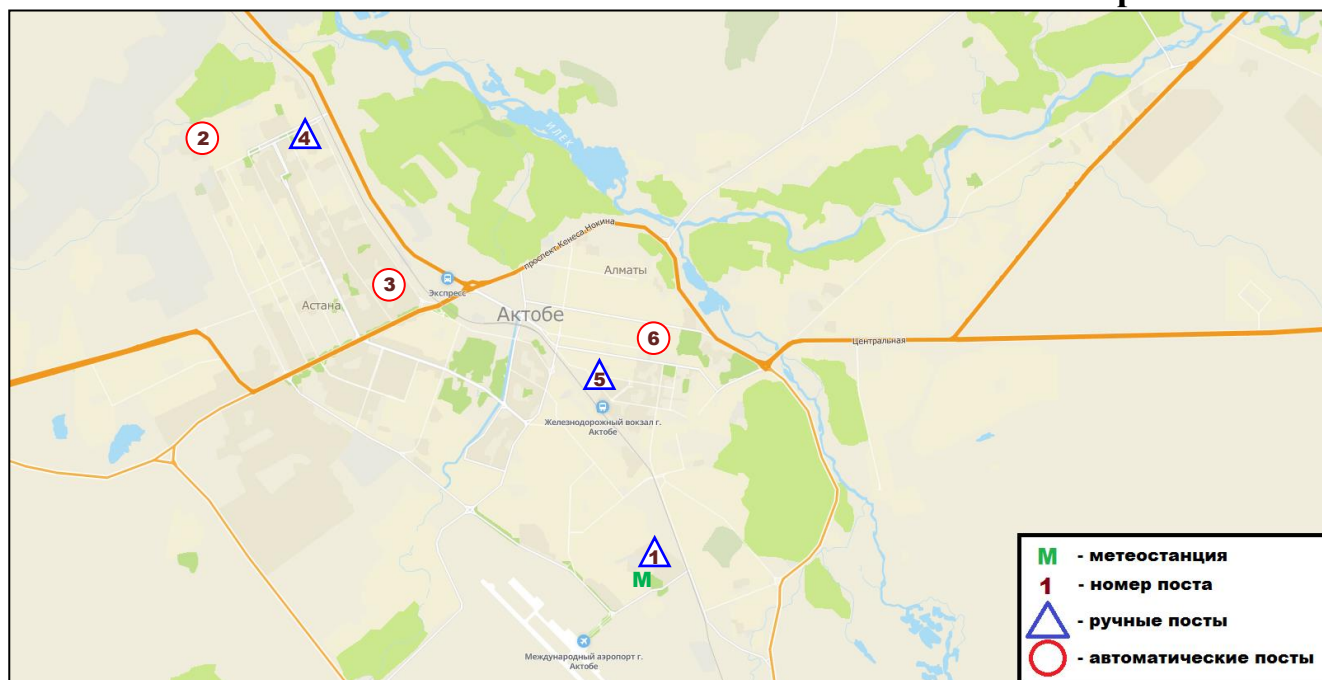 2
4
ИЛЕК
проспект Кенеса Нокина
Алматы
3
Экспресс
Астана
Актобе
6
Центральная
5
Железнодорожный вокзал г.
Актобе
1
М
Международный аэропорт г.
Актобе
М - метеостанция
1 - номер поста
- ручные посты
- автоматические посты